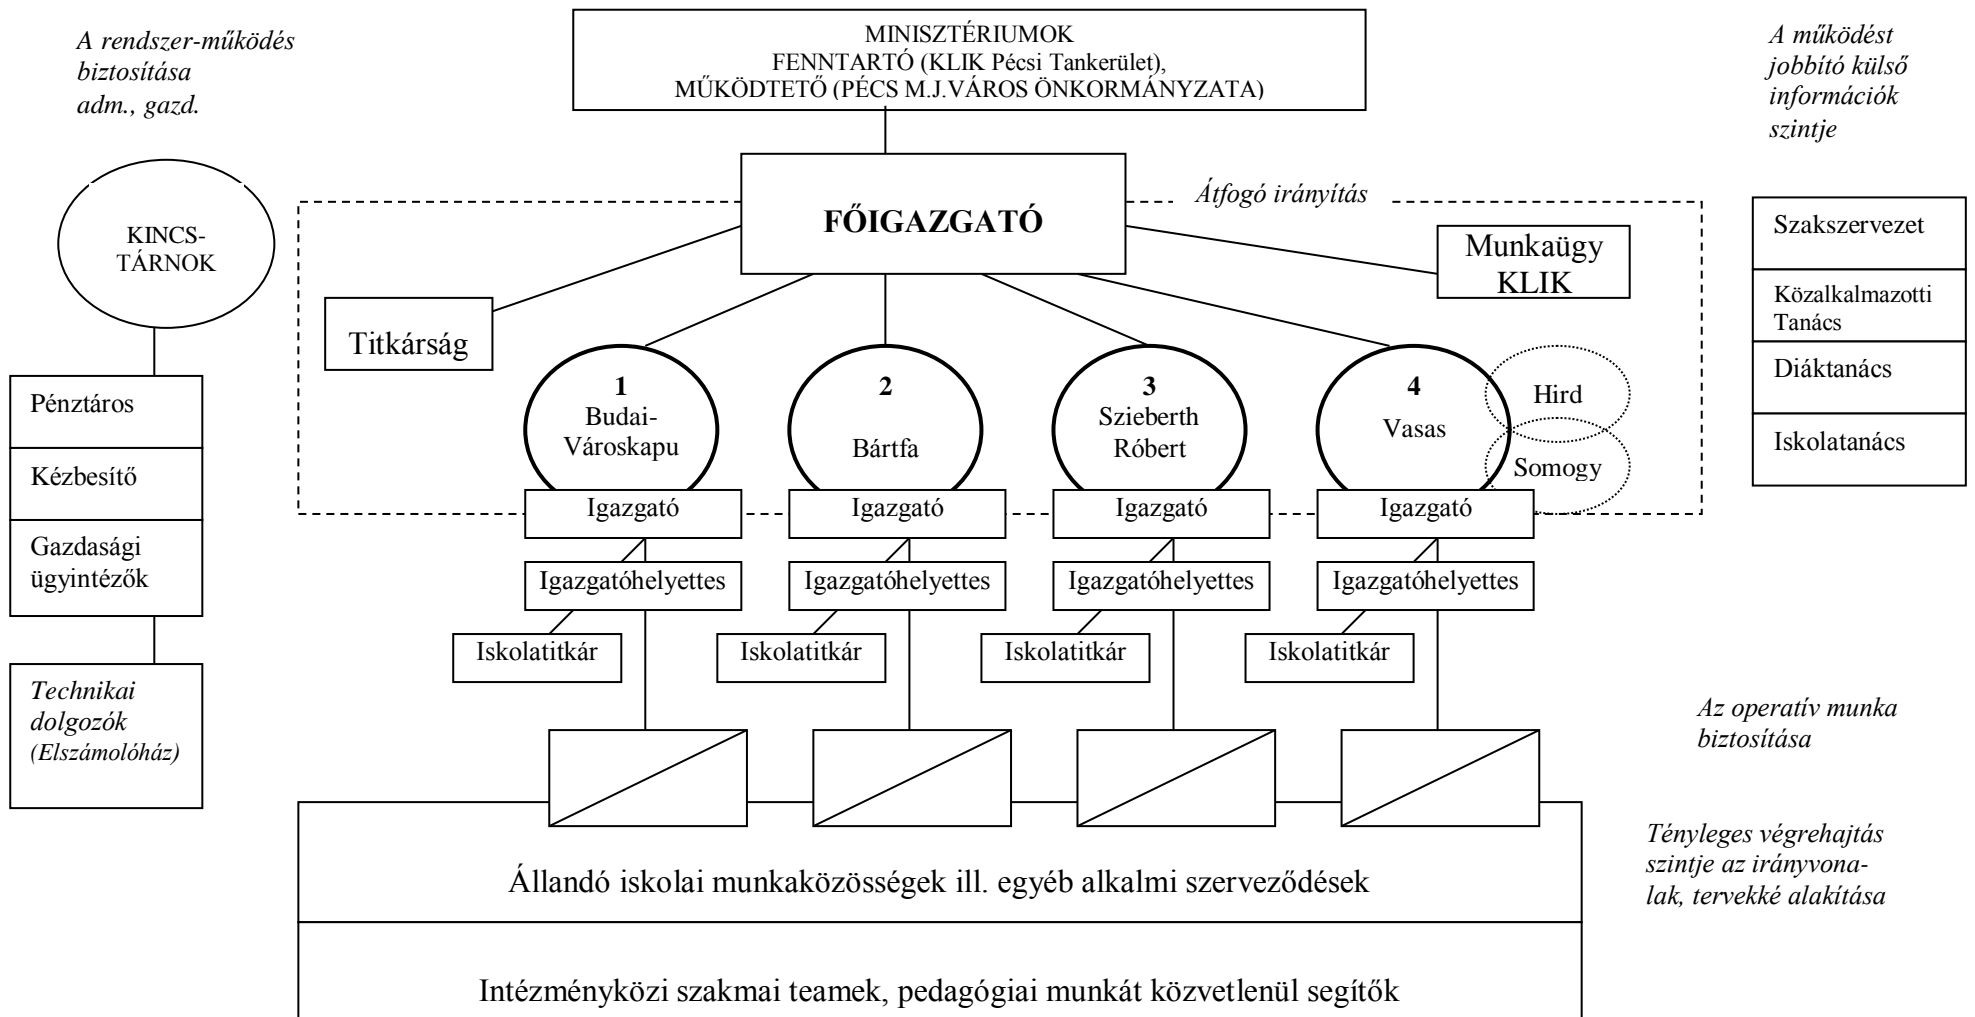 A rendszer-működés
biztosítása
adm., gazd.
MINISZTÉRIUMOK
FENNTARTÓ (KLIK Pécsi Tankerület),
MŰKÖDTETŐ (PÉCS M.J.VÁROS ÖNKORMÁNYZATA)
A működést
jobbító külső
információk
szintje
KINCS-
TÁRNOK
FŐIGAZGATÓ
Átfogó irányítás
Munkaügy
KLIK
Titkárság
Szakszervezet
Közalkalmazotti
Tanács
Diáktanács
Iskolatanács
Pénztáros
Kézbesítő
Gazdasági
ügyintézők
Technikai
dolgozók
(Elszámolóház)
1
Budai-
Városkapu
2
Bártfa
3
Szieberth
Róbert
4
Vasas
Hird
Somogy
Igazgató
Igazgató
Igazgató
Igazgató
Igazgatóhelyettes
Igazgatóhelyettes
Igazgatóhelyettes
Igazgatóhelyettes
Iskolatitkár
Iskolatitkár
Iskolatitkár
Iskolatitkár
Az operatív munka
biztosítása
Tényleges végrehajtás
szintje az irányvona-
lak, tervekké alakítása
Állandó iskolai munkaközösségek ill. egyéb alkalmi szerveződések
Intézményközi szakmai teamek, pedagógiai munkát közvetlenül segítők